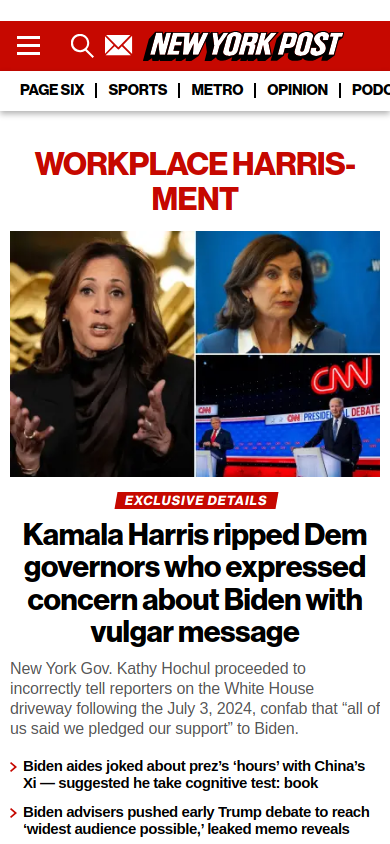 NEW YORK POST
PAGE SIX | SPORTS | METRO | OPINION | PODC
WORKPLACE HARRIS-
MENT
CNN
CNN
CNN PRESIDEN DEBATE
EXCLUSIVE DETAILS
Kamala Harris ripped Dem
governors who expressed
concern about Biden with
vulgar message
New York Gov. Kathy Hochul proceeded to
incorrectly tell reporters on the White House
driveway following the July 3, 2024, confab that “all of
us said we pledged our support” to Biden.
Biden aides joked about prez’s ‘hours’ with China’s
Xi — suggested he take cognitive test: book
Biden advisers pushed early Trump debate to reach
‘widest audience possible,’ leaked memo reveals